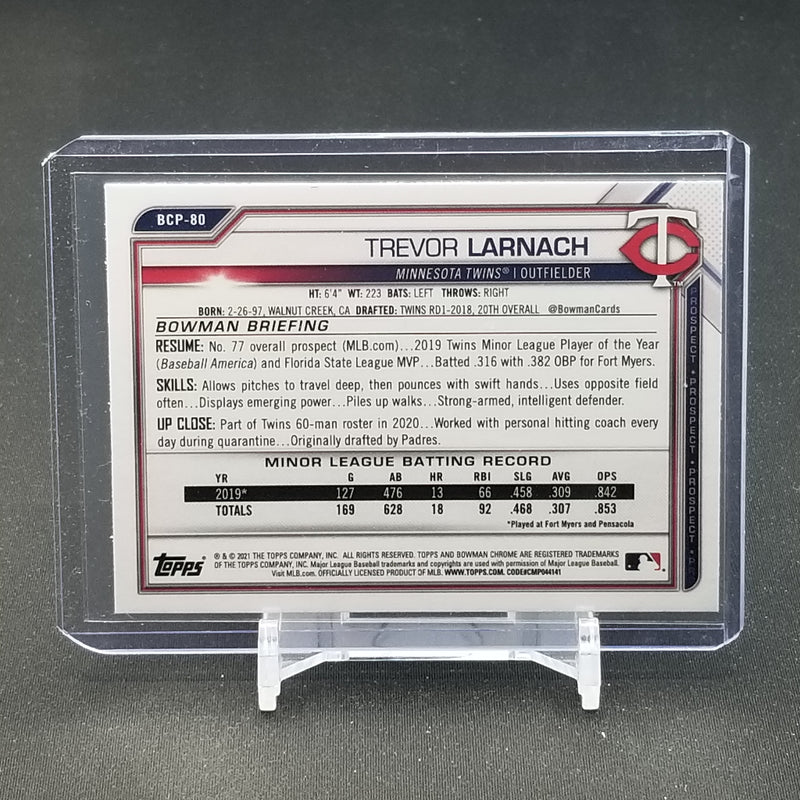 BCP-80
TREVOR LARNACH
MINNESOTA TWINS® | OUTFIELDER
TC
TM
HT: 6'4" WT: 223 BATS: LEFT THROWS: RIGHT
BORN: 2-26-97, WALNUT CREEK, CA DRAFTED: TWINS RD1-2018, 20TH OVERALL @BowmanCards
BOWMAN BRIEFING
RESUME: No. 77 overall prospect (MLB.com)...2019 Twins Minor League Player of the Year
(Baseball America) and Florida State League MVP...Batted .316 with .382 OBP for Fort Myers.
SKILLS: Allows pitches to travel deep, then pounces with swift hands...Uses opposite field
often...Displays emerging power...Piles up walks...Strong-armed, intelligent defender.
UP CLOSE: Part of Twins 60-man roster in 2020...Worked with personal hitting coach every
day during quarantine...Originally drafted by Padres.
MINOR LEAGUE BATTING RECORD
YR G AB HR RBI SLG AVG OPS
2019* 127 476 13 66 .458 .309 .842
TOTALS 169 628 18 92 .468 .307 .853
*Played at Fort Myers and Pensacola
PROSPECT • PROSPECT • PROSPECT • PR
Topps
® & © 2021 THE TOPPS COMPANY, INC. ALL RIGHTS RESERVED. TOPPS AND BOWMAN CHROME ARE REGISTERED TRADEMARKS
OF THE TOPPS COMPANY, INC. Major League Baseball trademarks and copyrights are used with permission of Major League Baseball.
Visit MLB.com. OFFICIALLY LICENSED PRODUCT OF MLB. WWW.TOPPS.COM. CODE#CMP044141